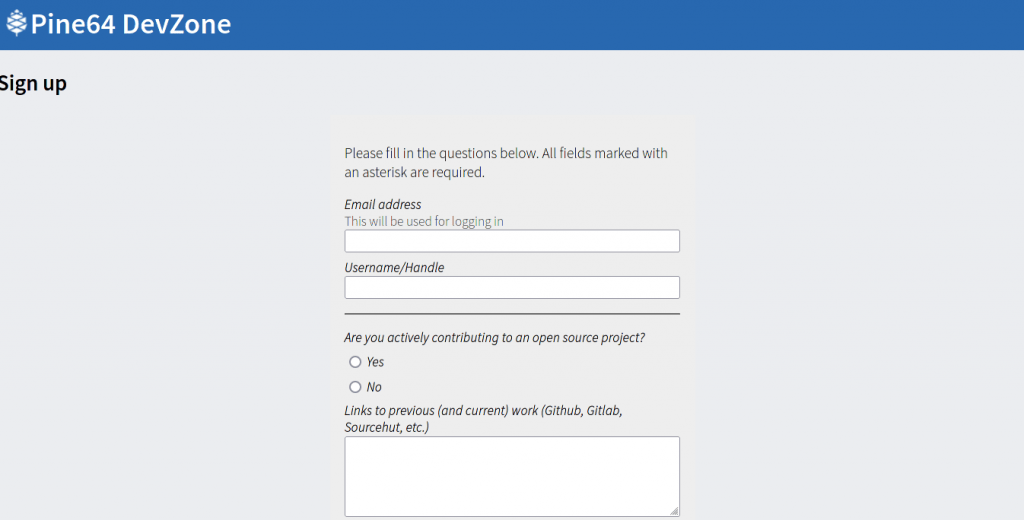 Pine64 DevZone
Sign up
Please fill in the questions below. All fields marked with
an asterisk are required.
Email address
This will be used for logging in
Username/Handle
Are you actively contributing to an open source project?
Yes
No
Links to previous (and current) work (Github, Gitlab,
Sourcehut, etc.)